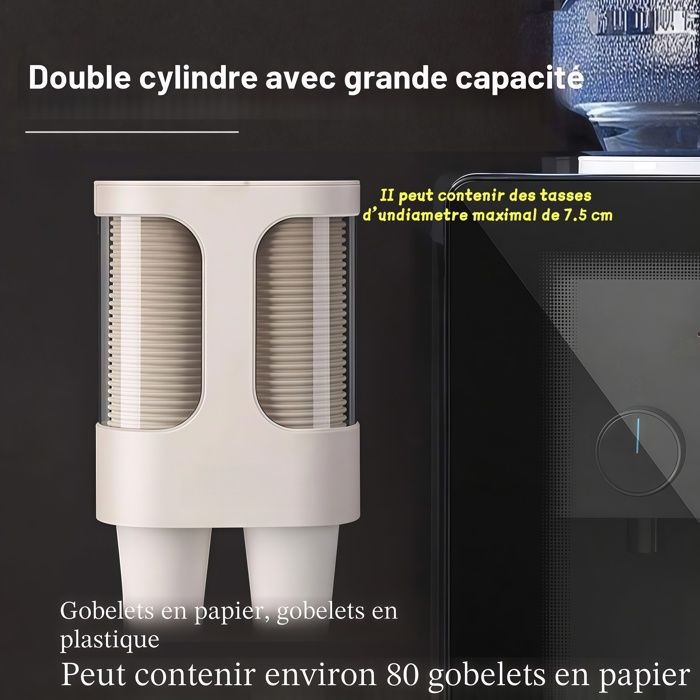 Double cylindre avec grande capacité
II peut contenir des tasses
d'undiametre maximal de 7.5 cm
Gobelets en papier, gobelets en
plastique
Peut contenir environ 80 gobelets en papier